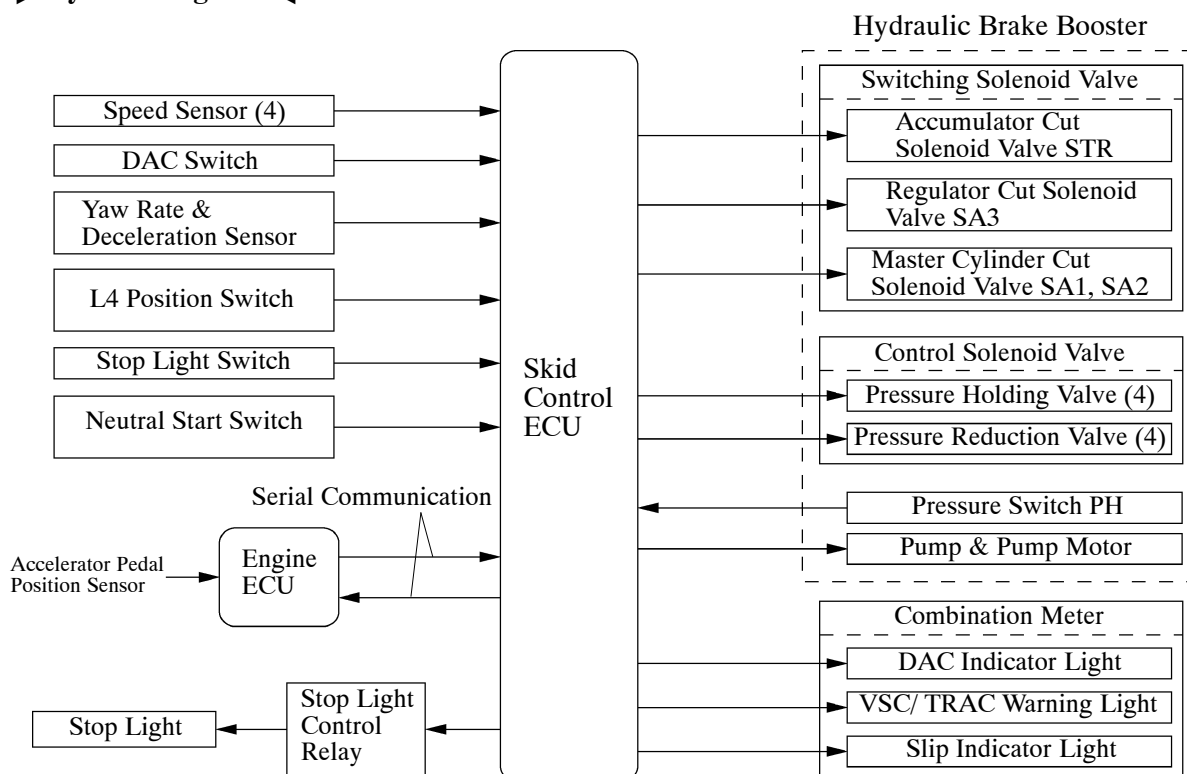 Hydraulic Brake Booster
Speed Sensor (4)
DAC Switch
Yaw Rate &
Deceleration Sensor
L4 Position Switch
Stop Light Switch
Neutral Start Switch
Serial Communication
Accelerator Pedal
Position Sensor
Engine
ECU
Stop Light
Stop Light
Control
Relay
Skid
Control
ECU
Switching Solenoid Valve
Accumulator Cut
Solenoid Valve STR
Regulator Cut Solenoid
Valve SA3
Master Cylinder Cut
Solenoid Valve SA1, SA2
Control Solenoid Valve
Pressure Holding Valve (4)
Pressure Reduction Valve (4)
Pressure Switch PH
Pump & Pump Motor
Combination Meter
DAC Indicator Light
VSC/ TRAC Warning Light
Slip Indicator Light